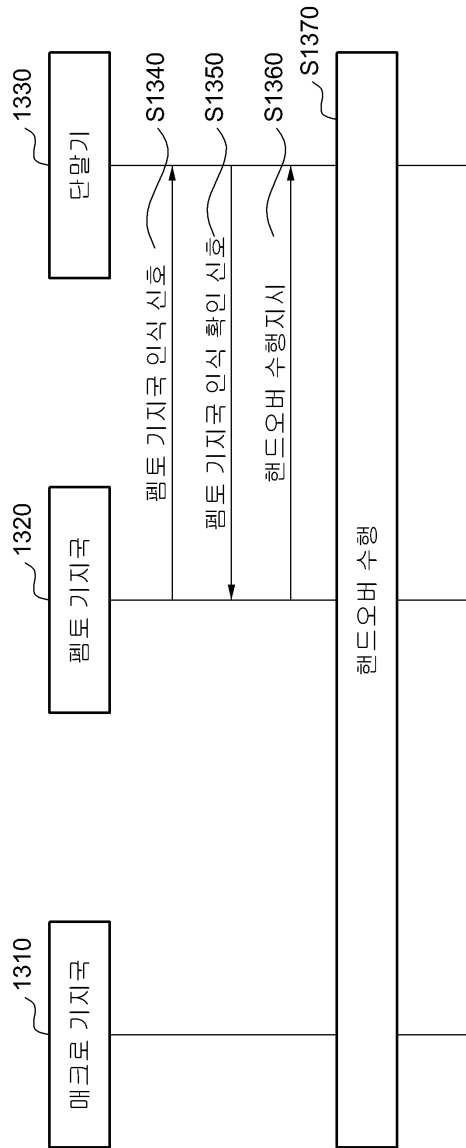 1310
매크로 기지국
1320
펨토 기지국
1330
단말기
펨토 기지국 인식 신호
S1340
펨토 기지국 인식 확인 신호
S1350
핸드오버 수행지시
S1360
핸드오버 수행
S1370